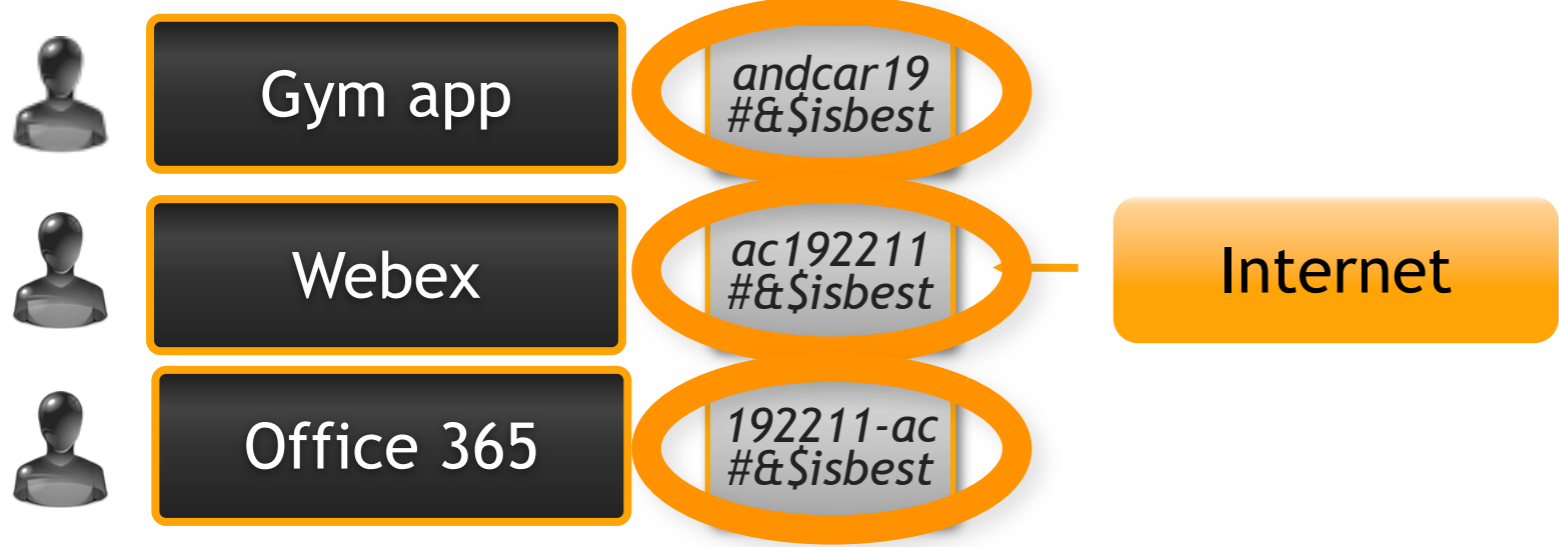 Gym app
andcar19
#&$isbest
Webex
ac192211
#&$isbest
Internet
Office 365
192211-ac
#&$isbest